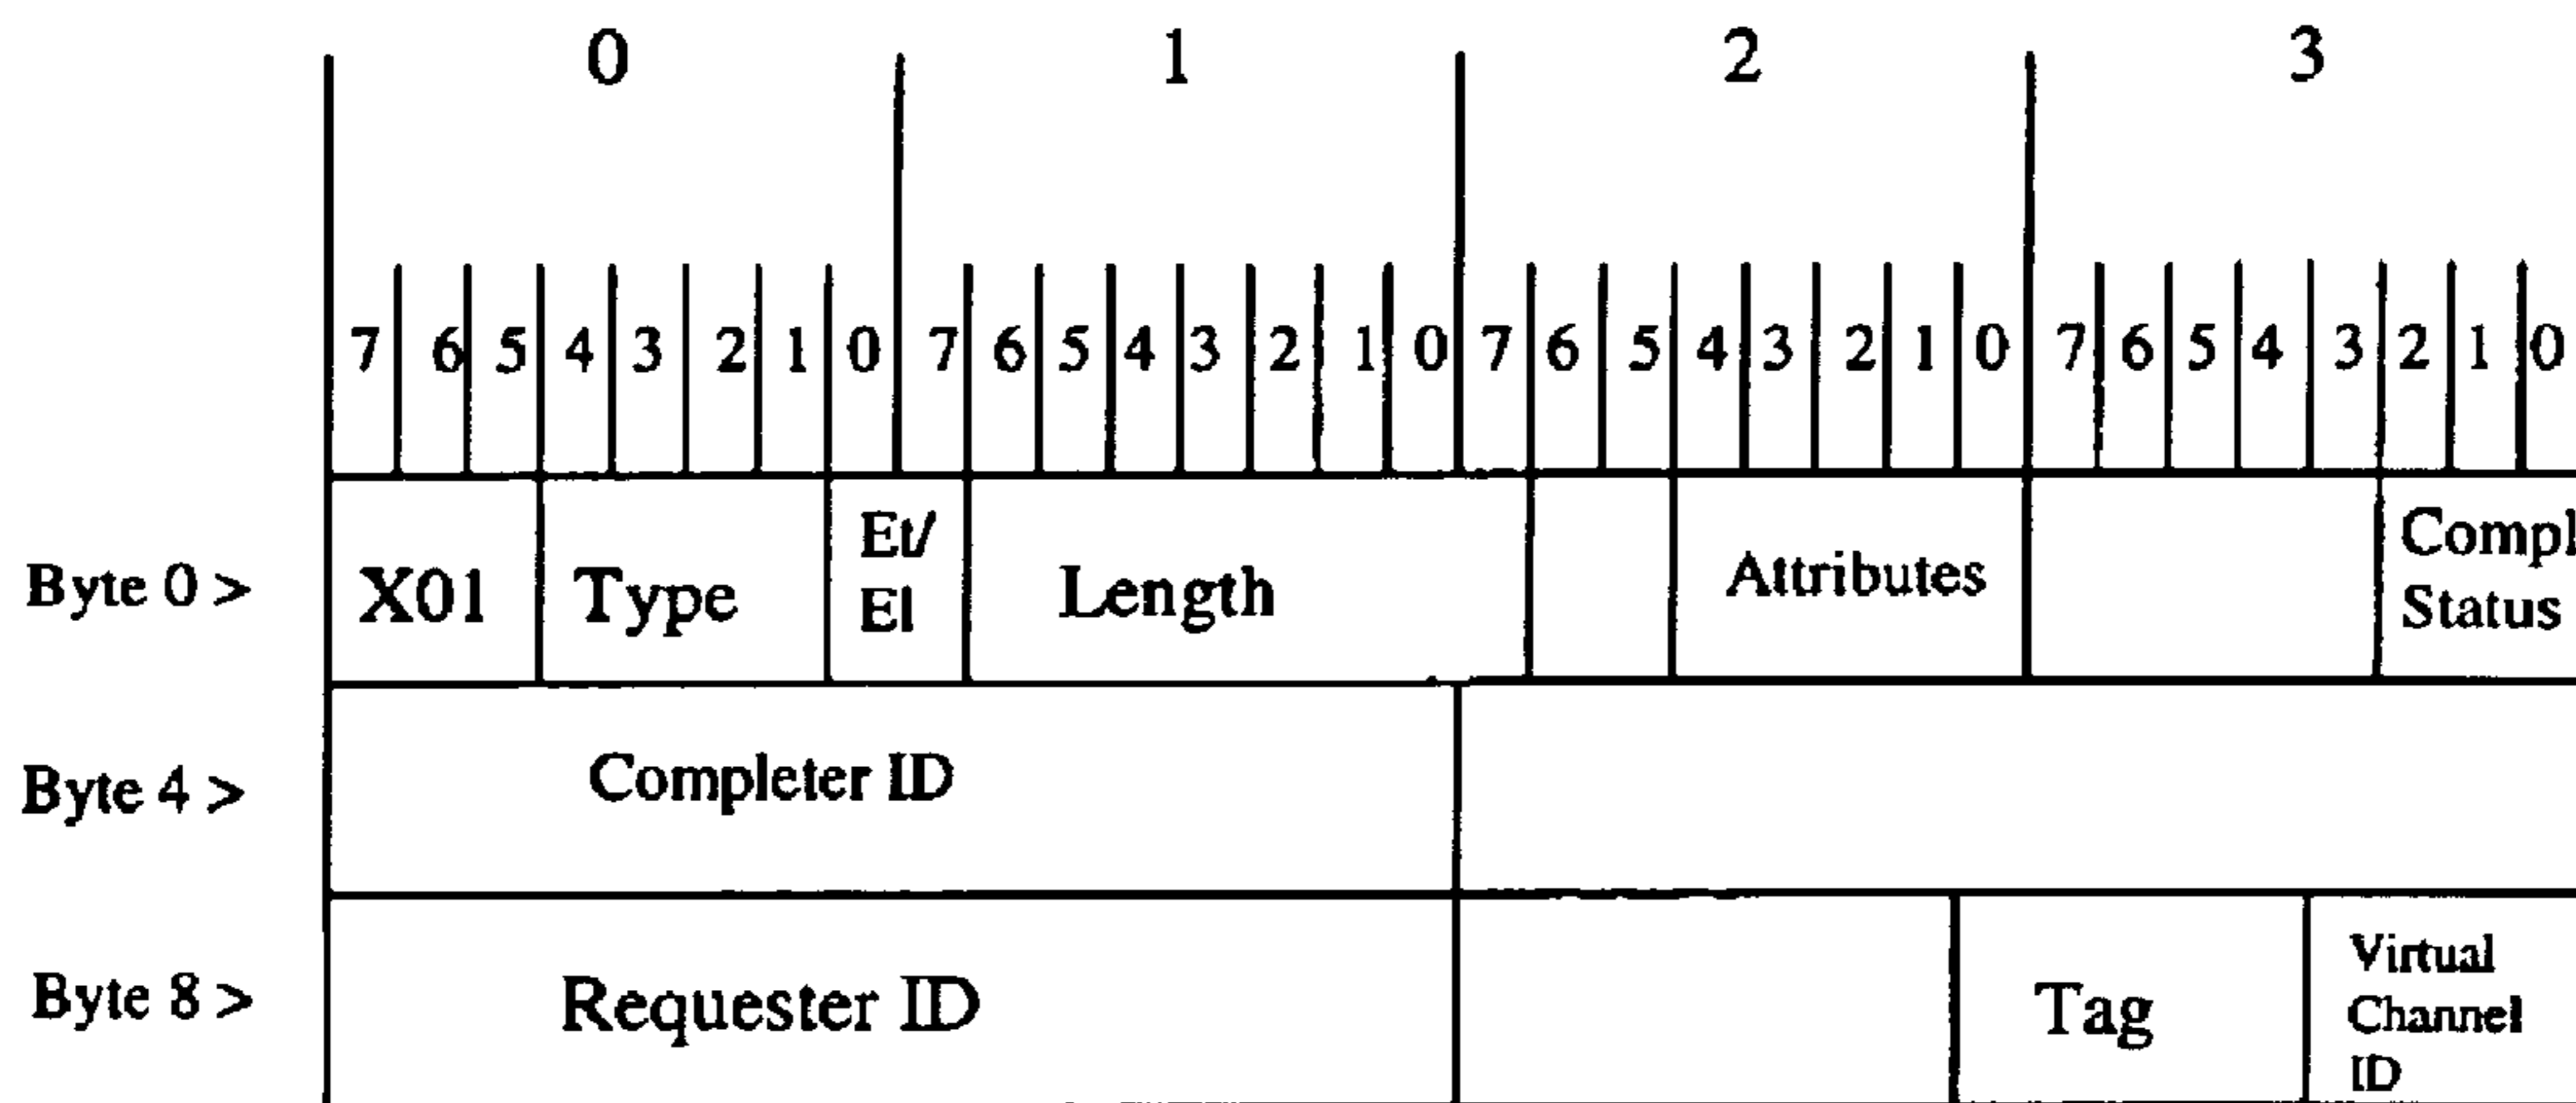 0 1 2 3
7 6 5 4 3 2 1 0 7 6 5 4 3 2 1 0 7 6 5 4 3 2 1 0 7 6 5 4 3 2 1 0
Byte 0 > X01 Type Et/ El Length Attributes Compl Status
Byte 4 > Completer ID
Byte 8 > Requester ID Tag Virtual Channel ID